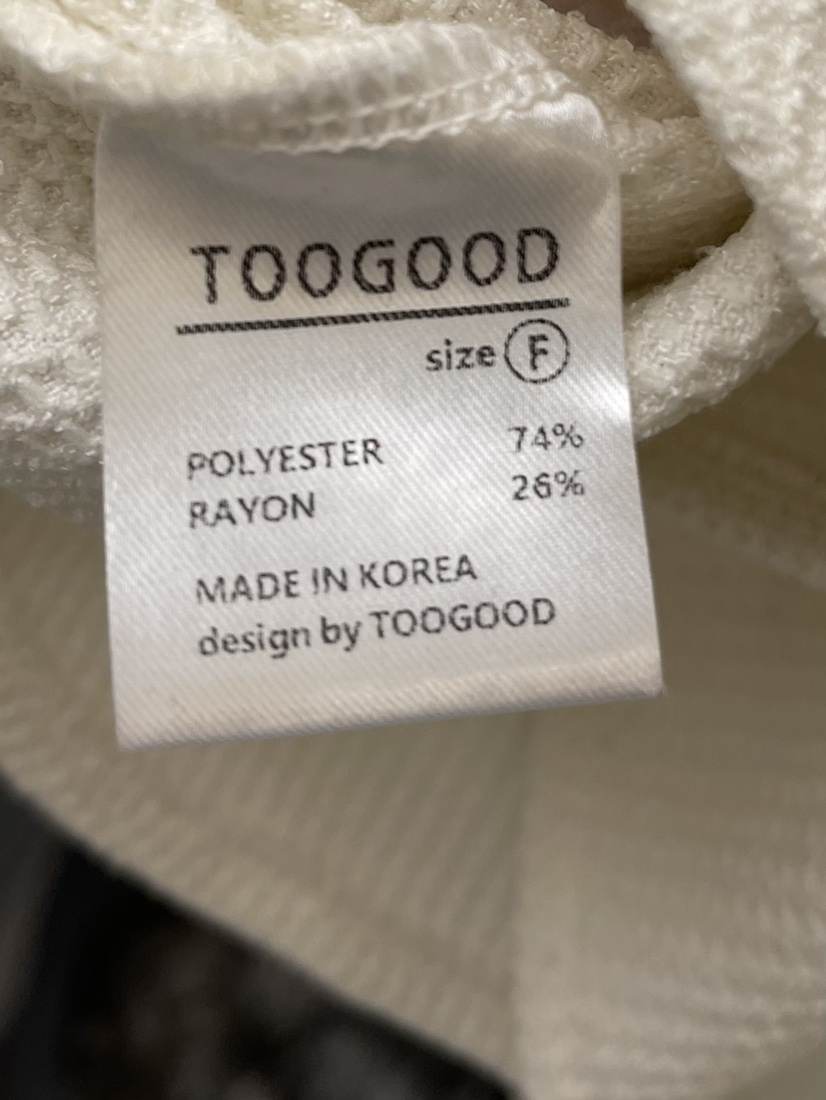 TOOGOOD
size F
POLYESTER 74%
RAYON 26%
MADE IN KOREA
design by TOOGOOD